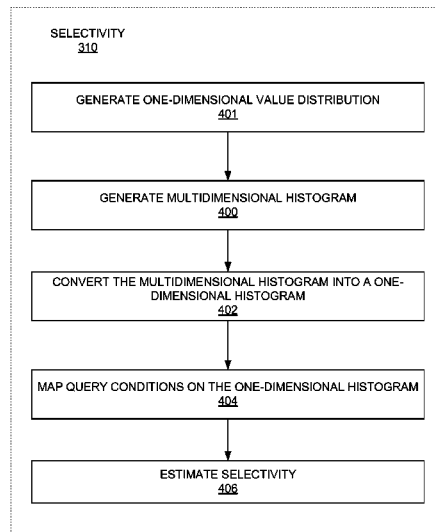 SELECTIVITY
310
GENERATE ONE-DIMENSIONAL VALUE DISTRIBUTION
401
GENERATE MULTIDIMENSIONAL HISTOGRAM
400
CONVERT THE MULTIDIMENSIONAL HISTOGRAM INTO A ONE-
DIMENSIONAL HISTOGRAM
402
MAP QUERY CONDITIONS ON THE ONE-DIMENSIONAL HISTOGRAM
404
ESTIMATE SELECTIVITY
406